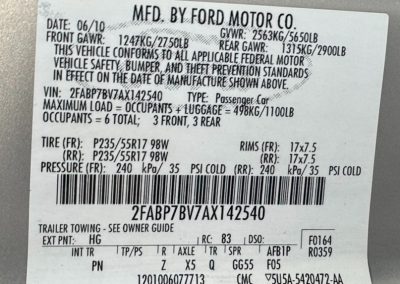 MFD. BY FORD MOTOR CO.
DATE: 06/10 GVWR: 2563KG/5650LB
FRONT GAWR: 1247KG/2750LB REAR GAWR: 1315KG/2900LB
THIS VEHICLE CONFORMS TO ALL APPLICABLE FEDERAL MOTOR
VEHICLE SAFETY, BUMPER, AND THEFT PREVENTION STANDARDS
IN EFFECT ON THE DATE OF MANUFACTURE SHOWN ABOVE.
VIN: 2FABP7BV7AX142540 TYPE: Passenger Car
MAXIMUM LOAD = OCCUPANTS + LUGGAGE = 498KG/1100LB
OCCUPANTS = 6 TOTAL; 3 FRONT, 3 REAR
TIRE (FR): P235/55R17 98W RIMS (FR): 17x7.5
(RR): P235/55R17 98W (RR): 17x7.5
PRESSURE (FR): 240 kPa/ 35 PSI COLD (RR): 240 kPa/ 35 PSI COLD
2FABP7BV7AX142540
TRAILER TOWING - SEE OWNER GUIDE
EXT PNT: HG RC: 83 DSO: F0164
INT TR TP/PS R AXLE TR SPR AFB1P R0359
PN Z X5 Q GG55 F05
1201006077713 CMC 5U5A-5420472-AA